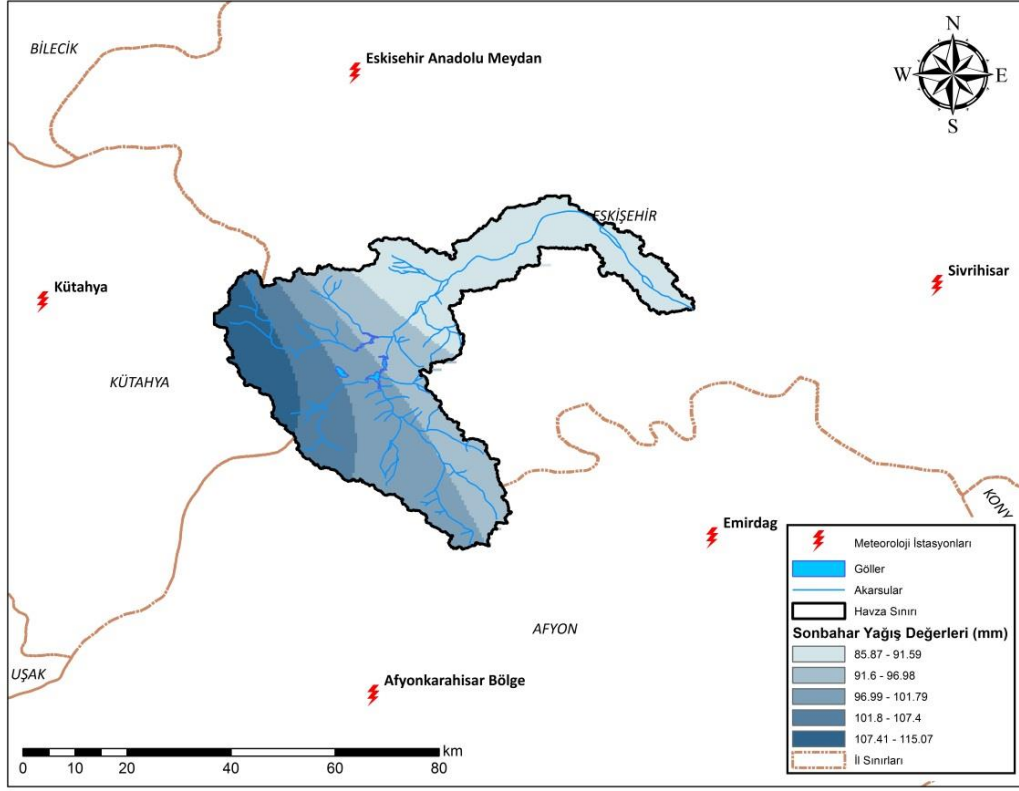 BİLECİK
Eskisehir Anadolu Meydan
N
W
E
S
ESKİŞEHİR
Kütahya
Sivrihisar
KÜTAHYA
KONY
Emirdag
AFYON
UŞAK
Afyonkarahisar Bölge
Meteoroloji İstasyonları
Göller
Akarsular
Havza Sınırı
Sonbahar Yağış Değerleri (mm)
85.87 - 91.59
91.6 - 96.98
96.99 - 101.79
101.8 - 107.4
107.41 - 115.07
İl Sınırları
km
0 10 20 40 60 80